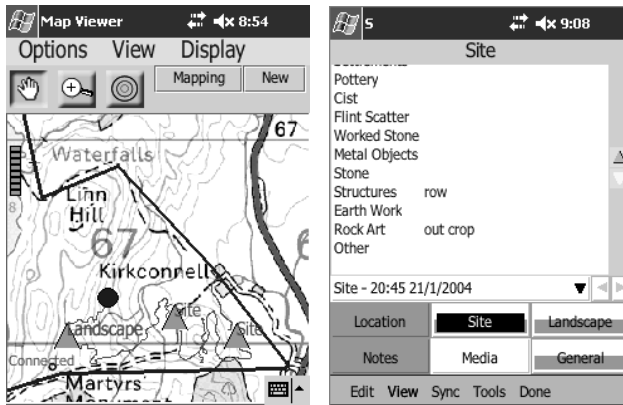 Map Viewer 8:54
Options View Display
Mapping New
67
Waterfalls
Linn
Hill
8
67
6
Kirkconnell
Site
Landscape
Site
Connected
Martyrs
Monument
S 9:08
Site
Pottery
Cist
Flint Scatter
Worked Stone
Metal Objects
Stone
Structures row
Earth Work
Rock Art out crop
Other
Site - 20:45 21/1/2004
Location Site Landscape
Notes Media General
Edit View Sync Tools Done